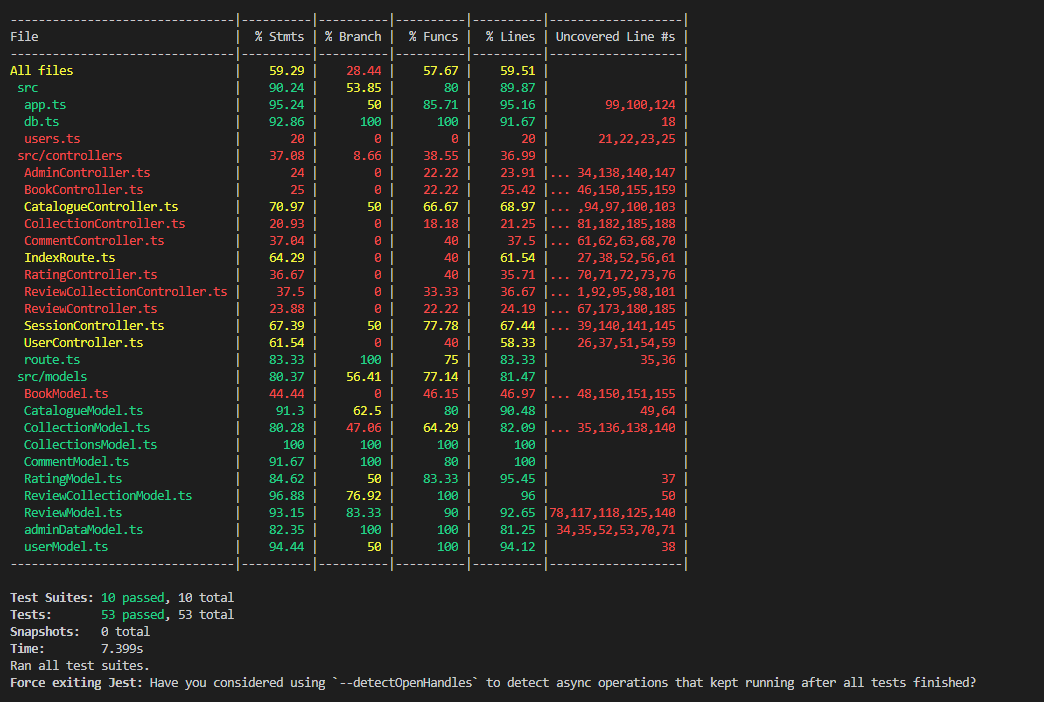 --------------------------------|----------|----------|----------|----------|-------------------|
File | % Stmts | % Branch | % Funcs | % Lines | Uncovered Line #s |
--------------------------------|----------|----------|----------|----------|-------------------|
All files | 59.29 | 28.44 | 57.67 | 59.51 | |
src | 90.24 | 53.85 | 80 | 89.87 | |
app.ts | 95.24 | 50 | 85.71 | 95.16 | 99,100,124 |
db.ts | 92.86 | 100 | 100 | 91.67 | 18 |
users.ts | 20 | 0 | 0 | 20 | 21,22,23,25 |
src/controllers | 37.08 | 8.66 | 38.55 | 36.99 | |
AdminController.ts | 24 | 0 | 22.22 | 23.91 |... 34,138,140,147 |
BookController.ts | 25 | 0 | 22.22 | 25.42 |... 46,150,155,159 |
CatalogueController.ts | 70.97 | 50 | 66.67 | 68.97 |... ,94,97,100,103 |
CollectionController.ts | 20.93 | 0 | 18.18 | 21.25 |... 81,182,185,188 |
CommentController.ts | 37.04 | 0 | 40 | 37.5 |... 61,62,63,68,70 |
IndexRoute.ts | 64.29 | 0 | 40 | 61.54 | 27,38,52,56,61 |
RatingController.ts | 36.67 | 0 | 40 | 35.71 |... 70,71,72,73,76 |
ReviewCollectionController.ts | 37.5 | 0 | 33.33 | 36.67 |... 1,92,95,98,101 |
ReviewController.ts | 23.88 | 0 | 22.22 | 24.19 |... 67,173,180,185 |
SessionController.ts | 67.39 | 50 | 77.78 | 67.44 |... 39,140,141,145 |
UserController.ts | 61.54 | 0 | 40 | 58.33 | 26,37,51,54,59 |
route.ts | 83.33 | 100 | 75 | 83.33 | 35,36 |
src/models | 80.37 | 56.41 | 77.14 | 81.47 | |
BookModel.ts | 44.44 | 0 | 46.15 | 46.97 |... 48,150,151,155 |
CatalogueModel.ts | 91.3 | 62.5 | 80 | 90.48 | 49,64 |
CollectionModel.ts | 80.28 | 47.06 | 64.29 | 82.09 |... 35,136,138,140 |
CollectionsModel.ts | 100 | 100 | 100 | 100 | |
CommentModel.ts | 91.67 | 100 | 80 | 100 | |
RatingModel.ts | 84.62 | 50 | 83.33 | 95.45 | 37 |
ReviewCollectionModel.ts | 96.88 | 76.92 | 100 | 96 | 50 |
ReviewModel.ts | 93.15 | 83.33 | 90 | 92.65 |78,117,118,125,140 |
adminDataModel.ts | 82.35 | 100 | 100 | 81.25 | 34,35,52,53,70,71 |
userModel.ts | 94.44 | 50 | 100 | 94.12 | 38 |
--------------------------------|----------|----------|----------|----------|-------------------|
Test Suites: 10 passed, 10 total
Tests: 53 passed, 53 total
Snapshots: 0 total
Time: 7.399s
Ran all test suites.
Force exiting Jest: Have you considered using `--detectOpenHandles` to detect async operations that kept running after all tests finished?